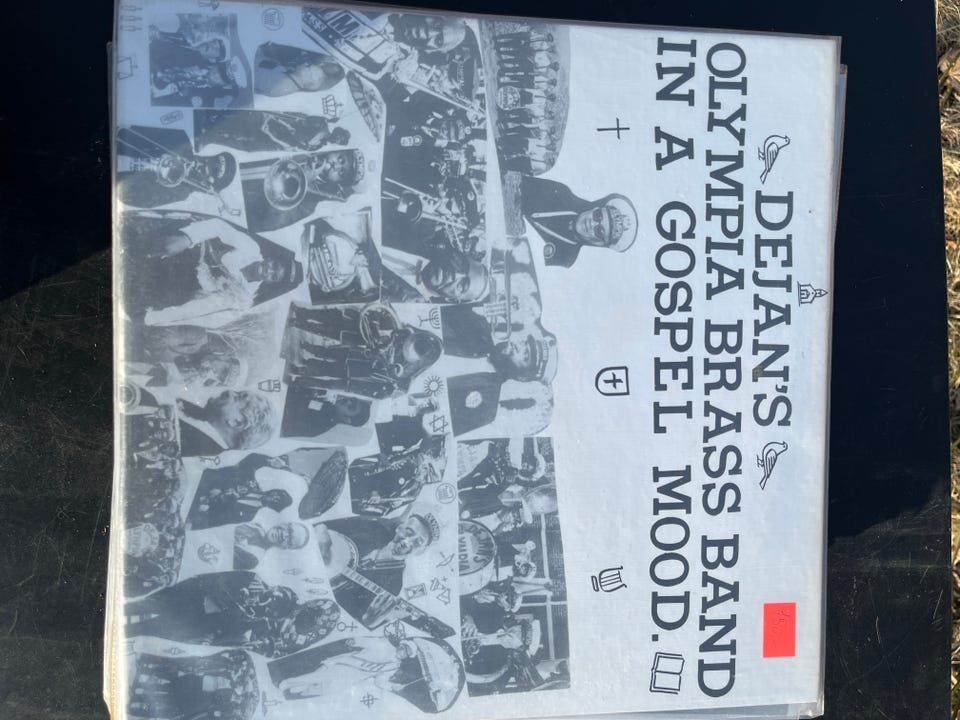 DEJAN'S
OLYMPIA BRASS BAND
IN A GOSPEL MOOD.